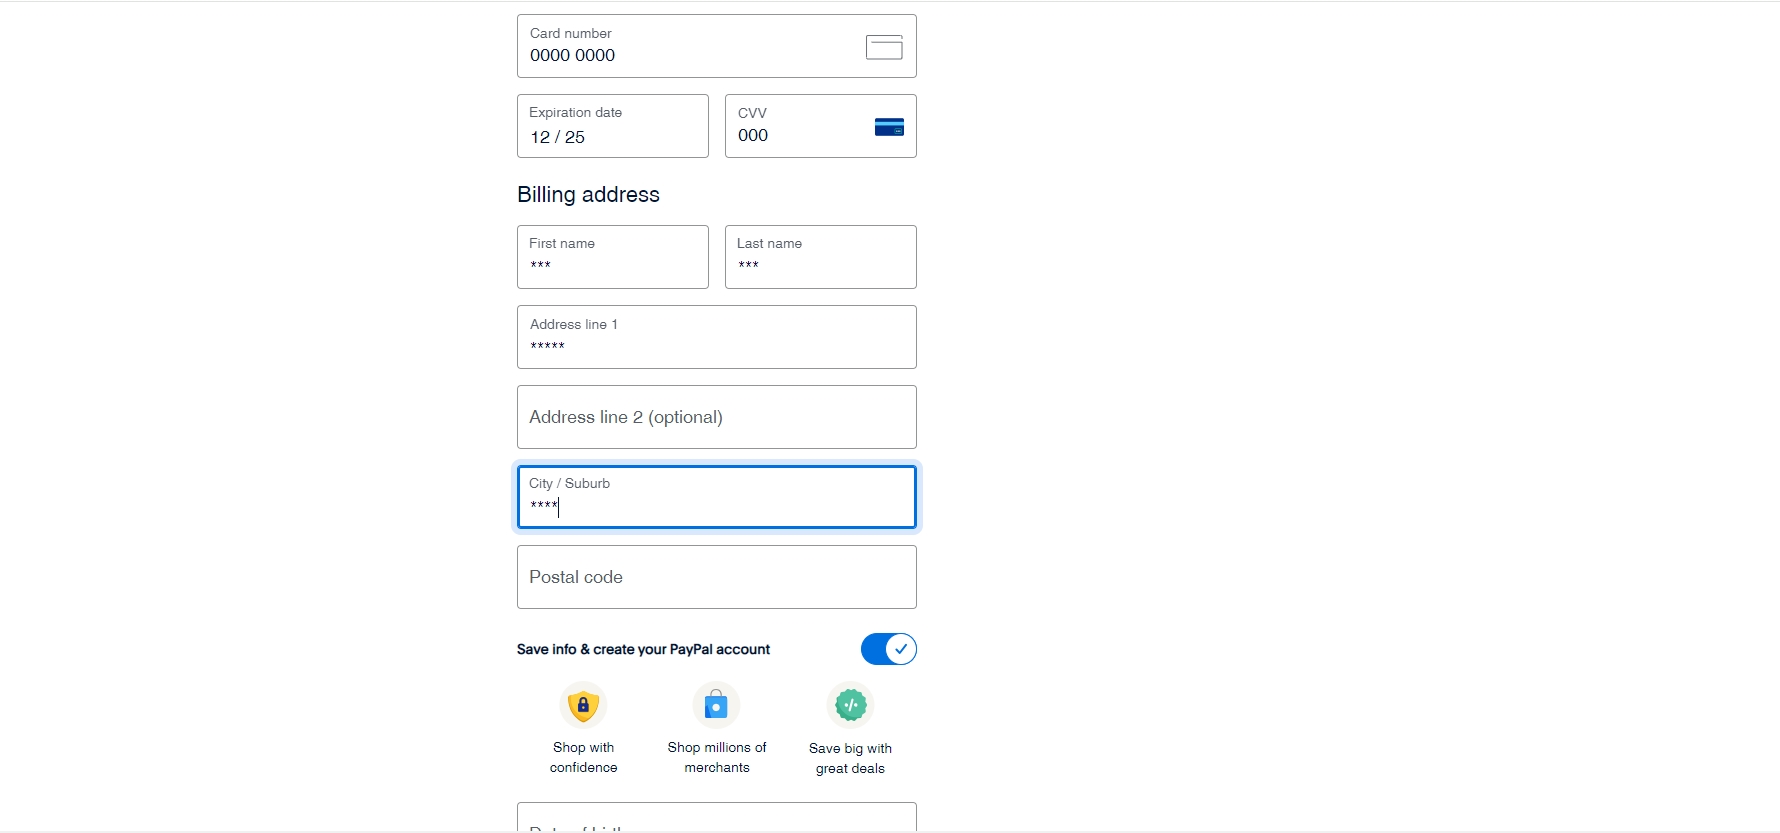 Card number
0000 0000
Expiration date
12 / 25
CVV
000
Billing address
First name
***
Last name
***
Address line 1
*****
Address line 2 (optional)
City / Suburb
****
Postal code
Save info & create your PayPal account
Shop with
confidence
Shop millions of
merchants
Save big with
great deals